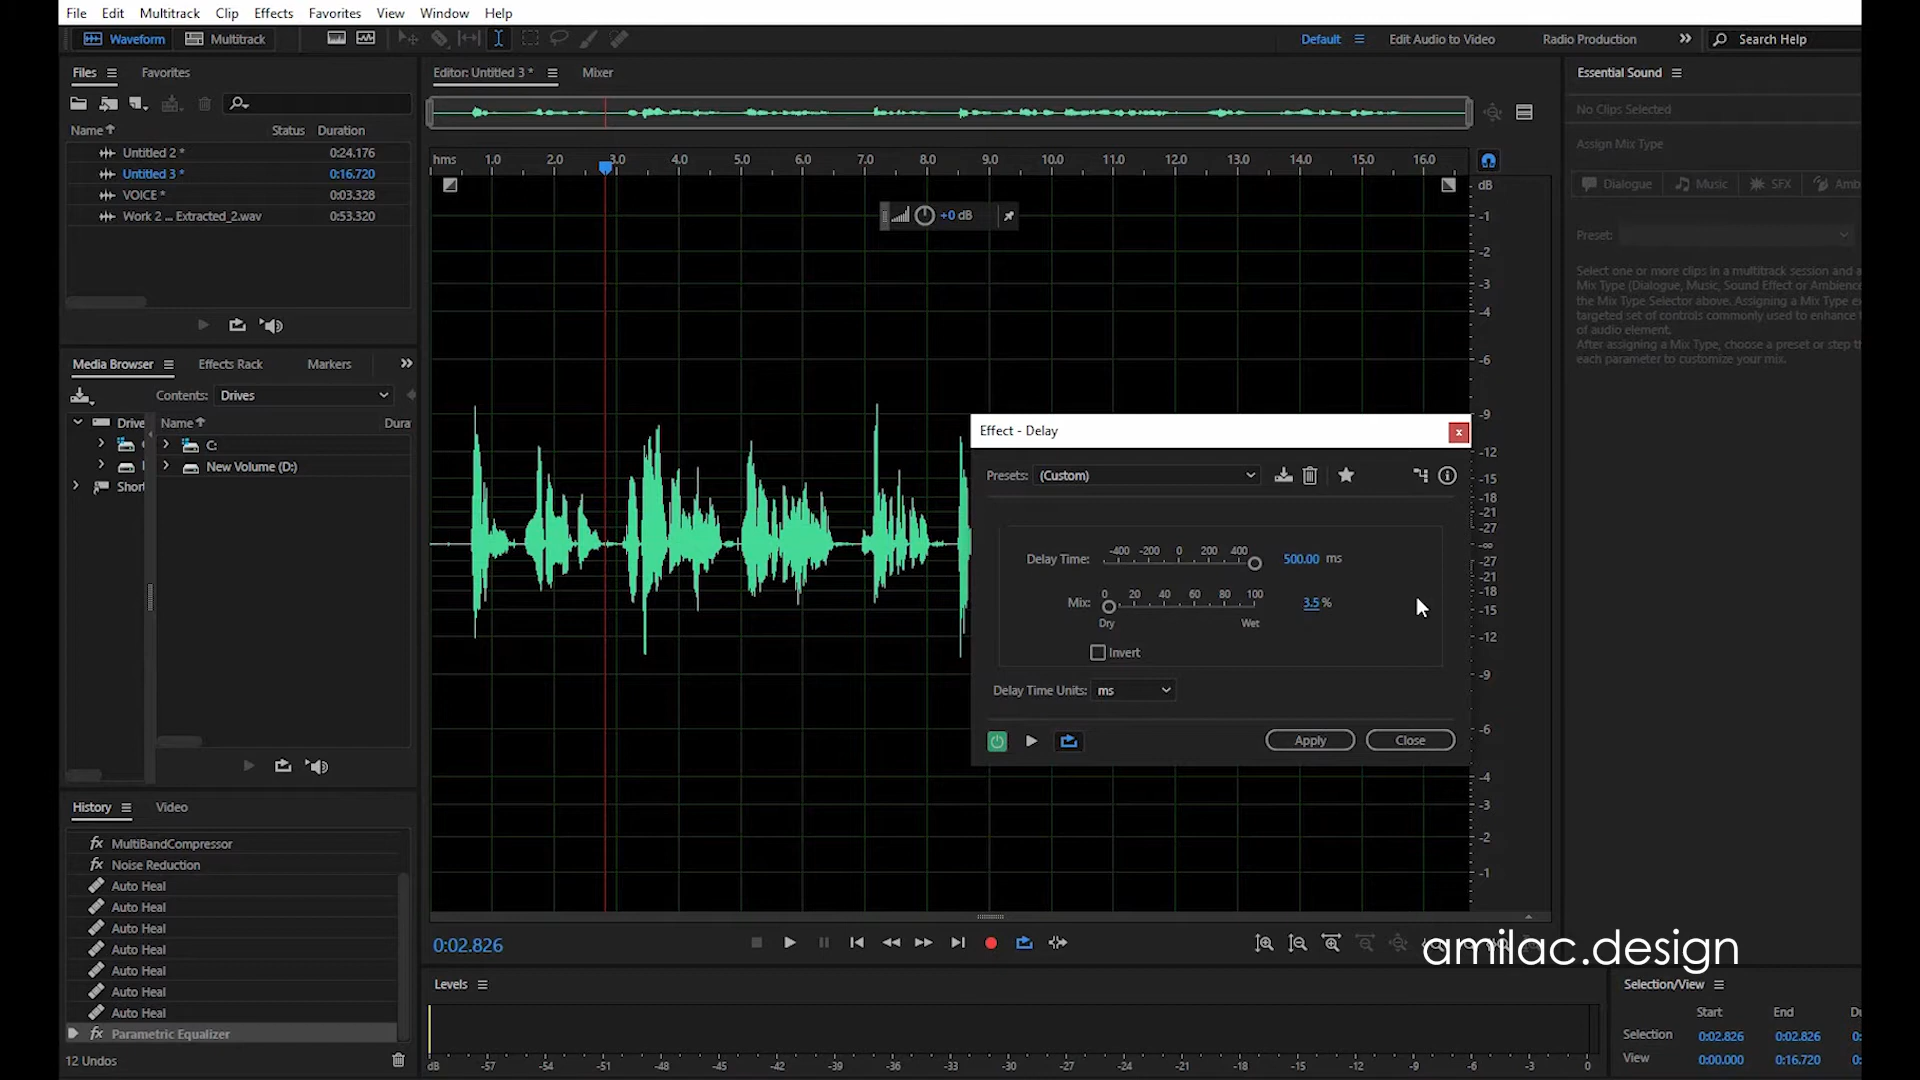 File Edit Multitrack Clip Effects Favorites View Window Help
Waveform Multitrack Default Edit Audio to Video Radio Production Search Help
Files Favorites
Name Status Duration
Untitled 2 * 0:24.176
Untitled 3 * 0:16.720
VOICE * 0:03.328
Work 2 ... Extracted_2.wav 0:53.320
Media Browser Effects Rack Markers
Contents: Drives
Drive Name Dura
C:
New Volume (D:)
Short
History Video
MultiBandCompressor
Noise Reduction
Auto Heal
Auto Heal
Auto Heal
Auto Heal
Auto Heal
Auto Heal
Auto Heal
Parametric Equalizer
12 Undos
Editor: Untitled 3 * Mixer
hms 1.0 2.0 3.0 4.0 5.0 6.0 7.0 8.0 9.0 10.0 11.0 12.0 13.0 14.0 15.0 16.0
+0 dB
dB
-1
-2
-3
-4
-6
-9
-12
-15
-18
-21
-27
-∞
-27
-21
-18
-15
-12
-9
-6
-4
-3
-2
-1
Effect - Delay
Presets: (Custom)
-400 -200 0 200 400
Delay Time: 500.00 ms
0 20 40 60 80 100
Mix: 3.5 %
Dry Wet
Invert
Delay Time Units: ms
Apply Close
0:02.826
Levels
dB -57 -54 -51 -48 -45 -42 -39 -36 -33 -30 -27 -24 -21 -18 -15 -12 -9 -6 -3 0
Essential Sound
No Clips Selected
Assign Mix Type
Dialogue Music SFX Amb
Preset:
Select one or more clips in a multitrack session and a
Mix Type (Dialogue, Music, Sound Effect or Ambience
the Mix Type Selector above. Assigning a Mix Type ex
targeted set of controls commonly used to enhance t
of audio element.
After assigning a Mix Type, choose a preset or step th
each parameter to customize your mix.
amilac.design
Selection/View
Start End Du
Selection 0:02.826 0:02.826 0:
View 0:00.000 0:16.720 0: